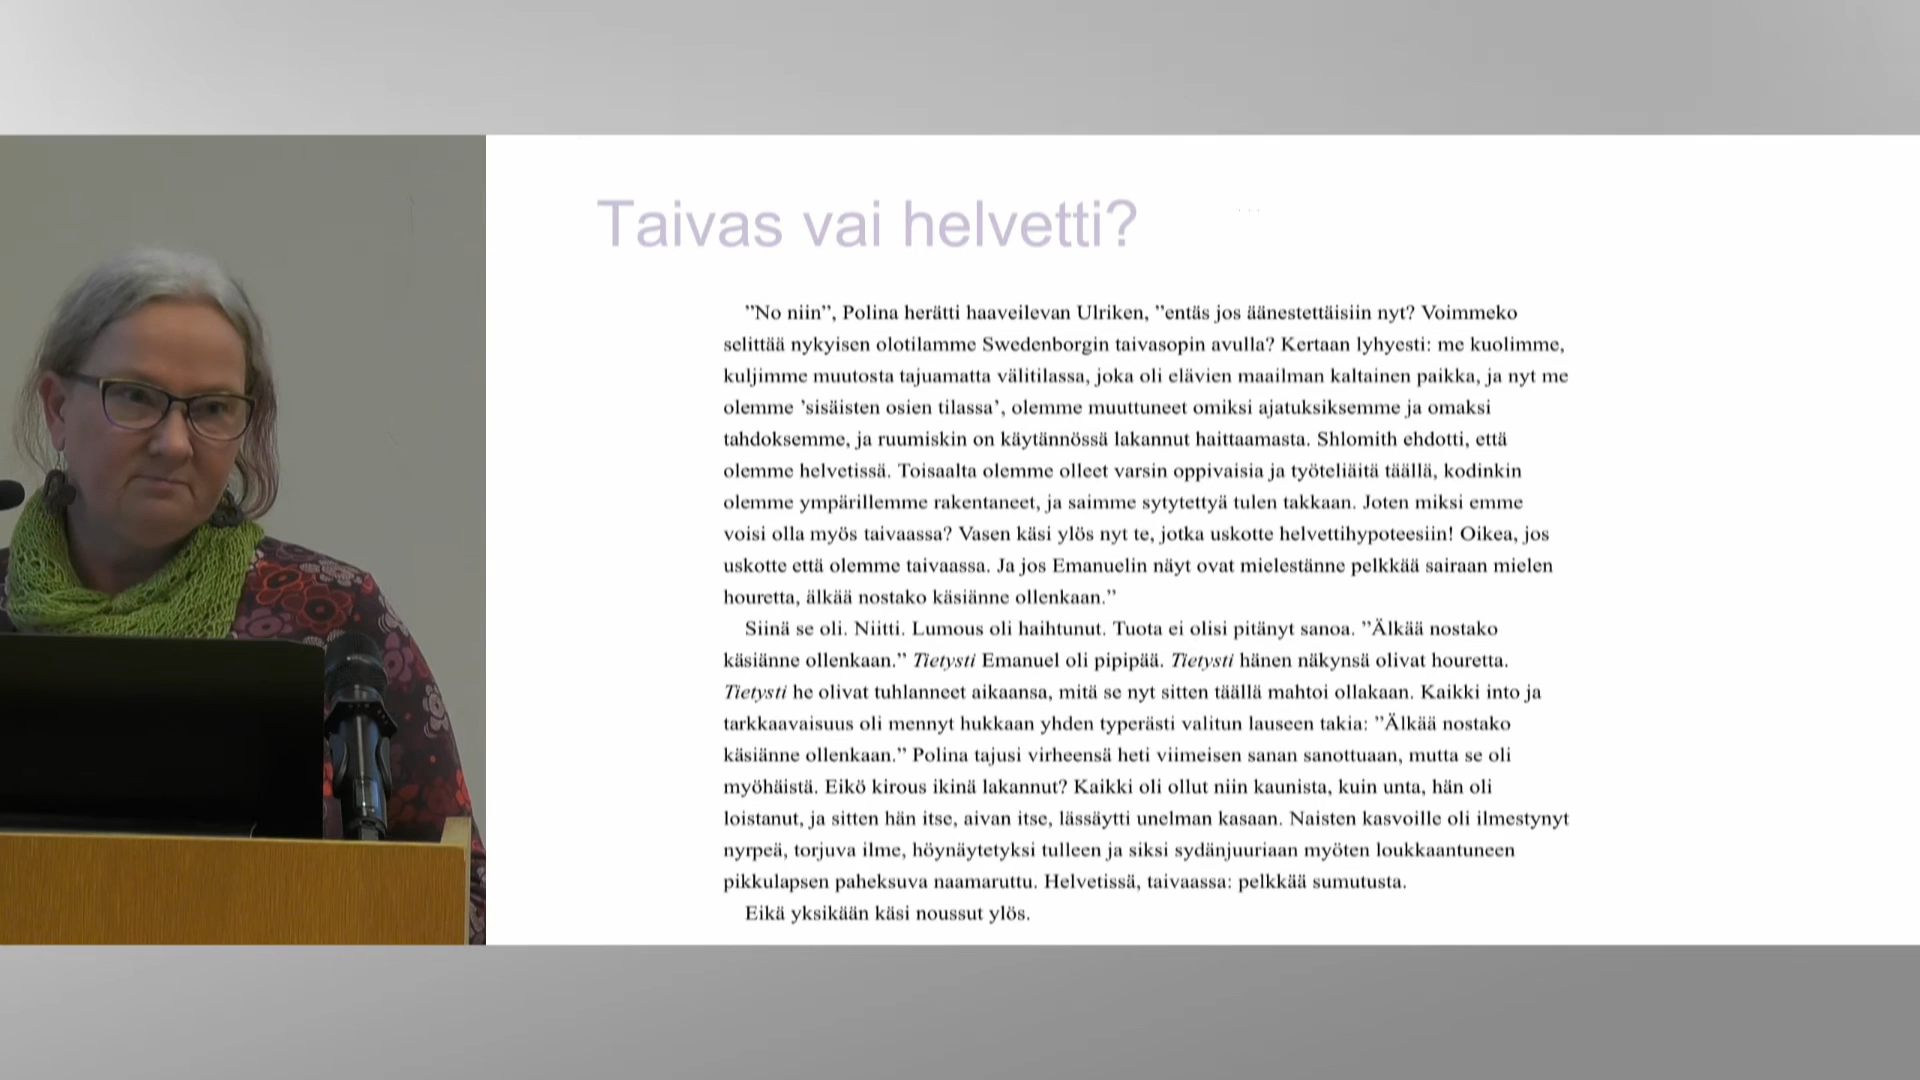 Taivas vai helvetti?
”No niin”, Polina herätti haaveilevan Ulriken, ”entäs jos äänestettäisiin nyt? Voimmeko
selittää nykyisen olotilamme Swedenborgin taivasopin avulla? Kertaan lyhyesti: me kuolimme,
kuljimme muutosta tajuamatta välitilassa, joka oli elävien maailman kaltainen paikka, ja nyt me
olemme ’sisäisten osien tilassa’, olemme muuttuneet omiksi ajatuksiksemme ja omaksi
tahdoksemme, ja ruumiskin on käytännössä lakannut haittaamasta. Shlomith ehdotti, että
olemme helvetissä. Toisaalta olemme olleet varsin oppivaisia ja työteliäitä täällä, kodinkin
olemme ympärillemme rakentaneet, ja saimme sytytettyä tulen takkaan. Joten miksi emme
voisi olla myös taivaassa? Vasen käsi ylös nyt te, jotka uskotte helvettihypoteesiin! Oikea, jos
uskotte että olemme taivaassa. Ja jos Emanuelin näyt ovat mielestänne pelkkää sairaan mielen
houretta, älkää nostako käsiänne ollenkaan.”
Siinä se oli. Niitti. Lumous oli haihtunut. Tuota ei olisi pitänyt sanoa. ”Älkää nostako
käsiänne ollenkaan.” Tietysti Emanuel oli pipipää. Tietysti hänen näkynsä olivat houretta.
Tietysti he olivat tuhlanneet aikaansa, mitä se nyt sitten täällä mahtoi ollakaan. Kaikki into ja
tarkkaavaisuus oli mennyt hukkaan yhden typerästi valitun lauseen takia: ”Älkää nostako
käsiänne ollenkaan.” Polina tajusi virheensä heti viimeisen sanan sanottuaan, mutta se oli
myöhäistä. Eikö kirous ikinä lakannut? Kaikki oli ollut niin kaunista, kuin unta, hän oli
loistanut, ja sitten hän itse, aivan itse, lässäytti unelman kasaan. Naisten kasvoille oli ilmestynyt
nyrpeä, torjuva ilme, höynäytetyksi tulleen ja siksi sydänjuuriaan myöten loukkaantuneen
pikkulapsen paheksuva naamaruttu. Helvetissä, taivaassa: pelkkää sumutusta.
Eikä yksikään käsi noussut ylös.